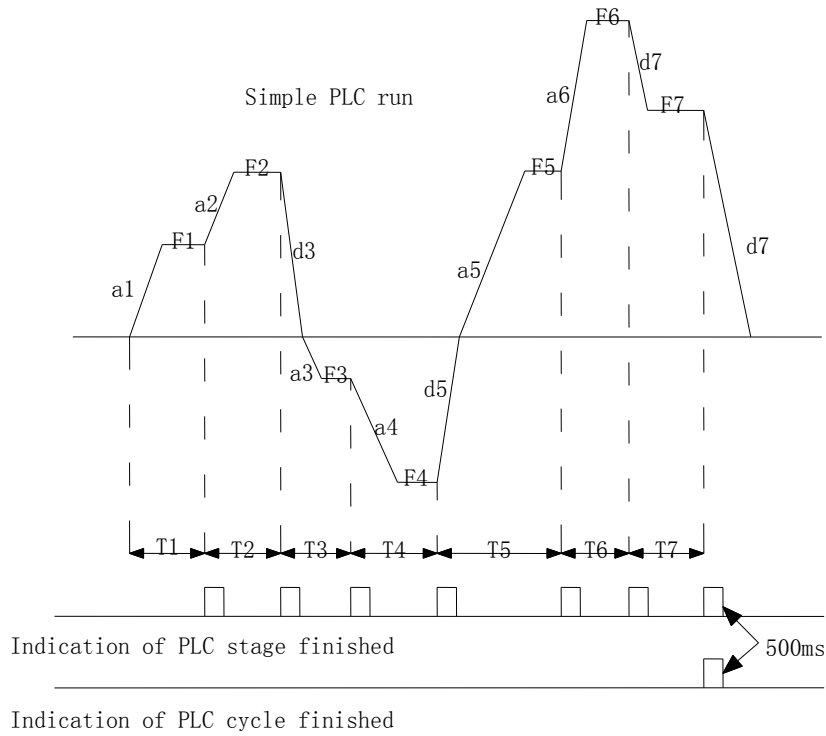 F6
d7
Simple PLC run
a6
F7
F2
F5
a2
F1
d3
d7
a5
a1
a3
F3
d5
a4
F4
T1
T2
T3
T4
T5
T6
T7
Indication of PLC stage finished
500ms
Indication of PLC cycle finished